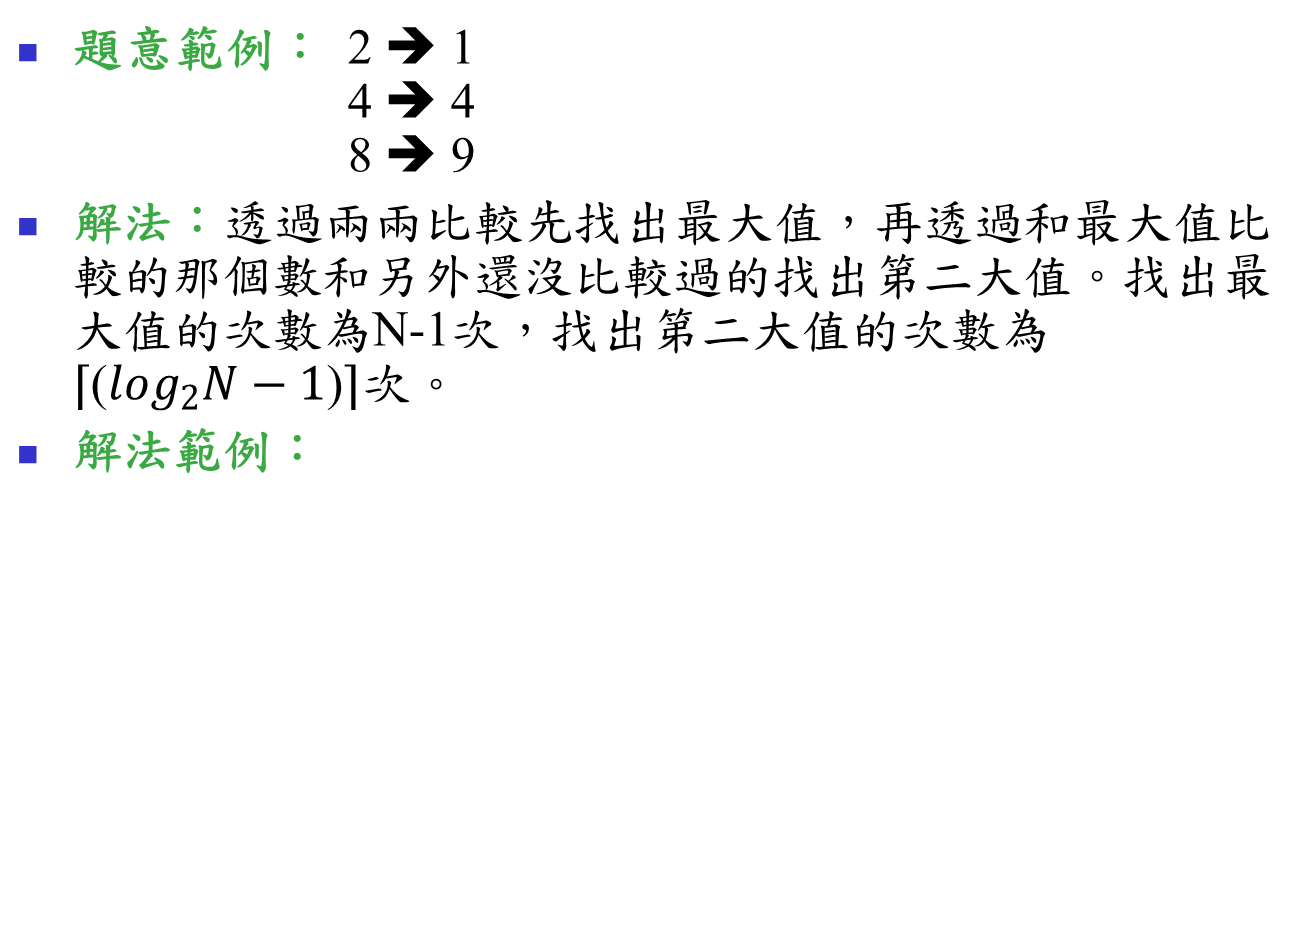 題意範例： 2 🡺 1
4 🡺 4
8 🡺 9
解法：透過兩兩比較先找出最大值，再透過和最大值比
較的那個數和另外還沒比較過的找出第二大值。找出最
大值的次數為N-1次，找出第二大值的次數為
⌈(log₂N − 1)⌉次。
解法範例：